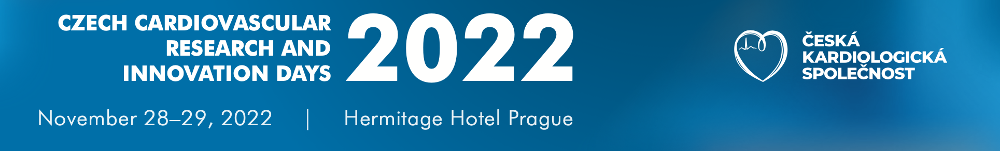 CZECH CARDIOVASCULAR
RESEARCH AND
INNOVATION DAYS
2022
November 28–29, 2022 | Hermitage Hotel Prague
ČESKÁ
KARDIOLOGICKÁ
SPOLEČNOST